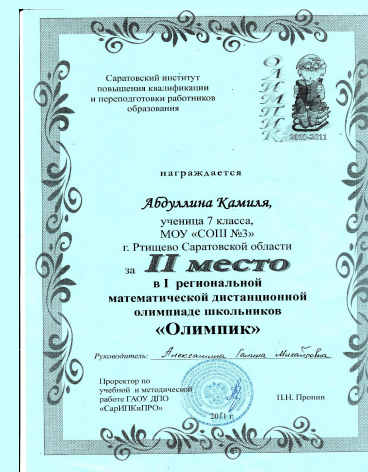 Саратовский институт
повышения квалификации
и переподготовки работников
образования
ОЛИМПИК
2010-2011
награждается
Абдуллина Камиля,
ученица 7 класса,
МОУ «СОШ №3»
г. Ртищево Саратовской области
за II место
в I региональной
математической дистанционной
олимпиаде школьников
«Олимпик»
Руководитель: Алексашина Галина Михайловна
Проректор по
учебной и методической
работе ГАОУ ДПО
«СарИПКиПРО»
П.Н. Пронин
2011 г.